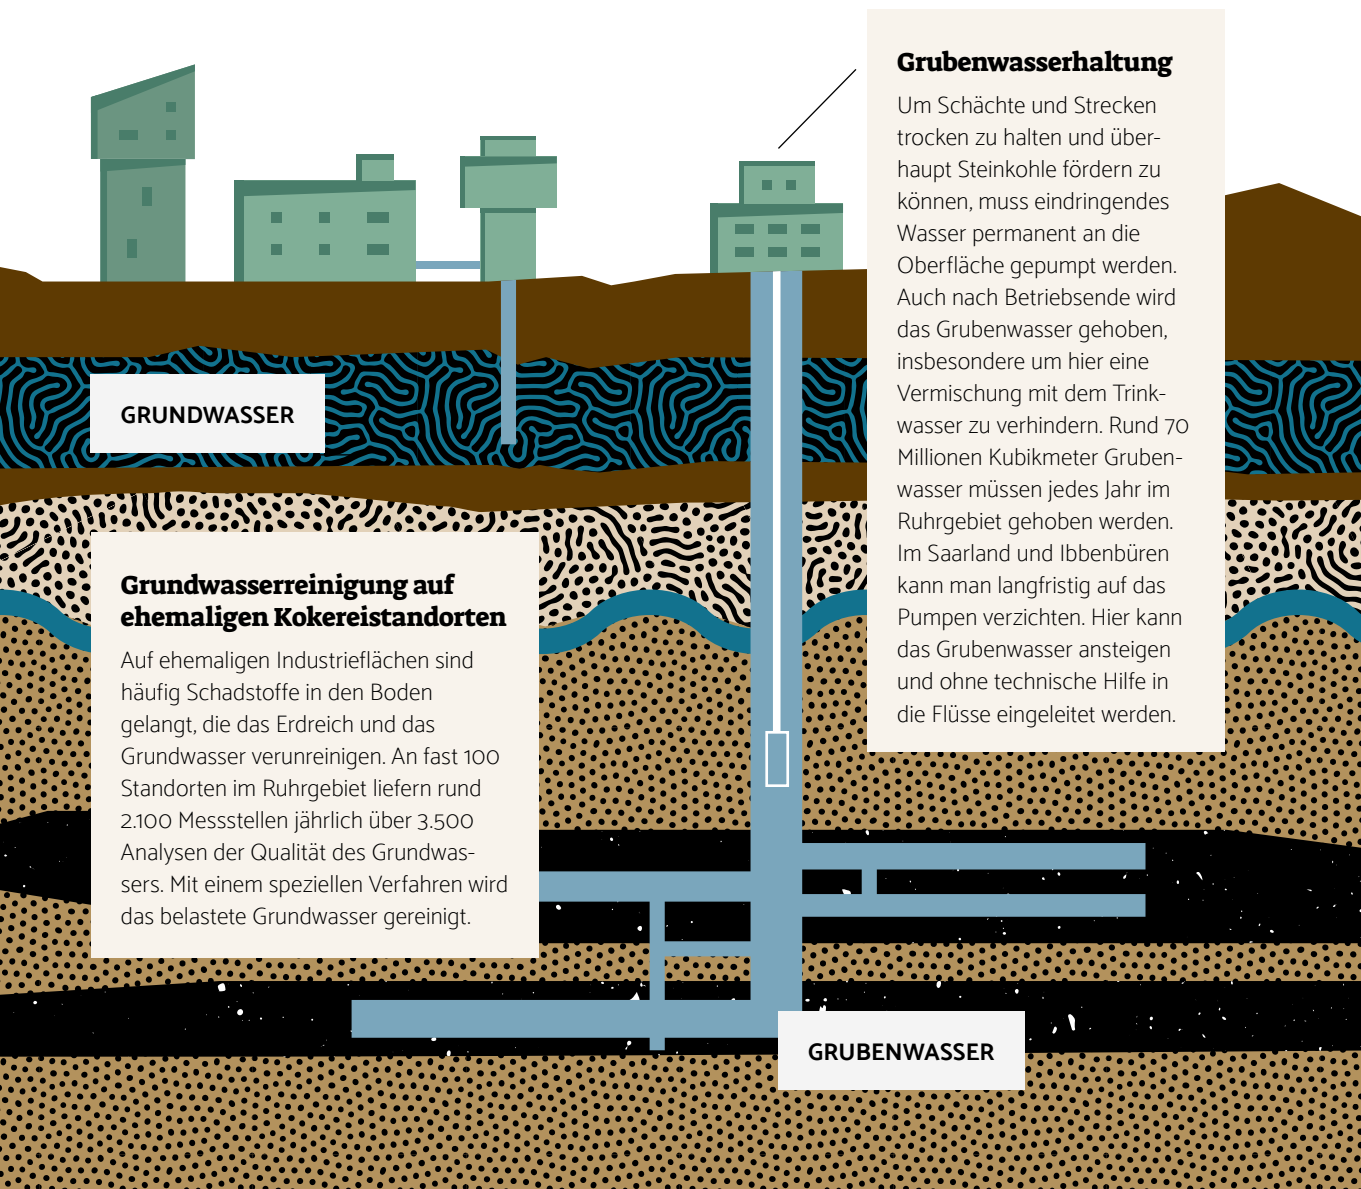 Grubenwasserhaltung
Um Schächte und Strecken
trocken zu halten und über-
haupt Steinkohle fördern zu
können, muss eindringendes
Wasser permanent an die
Oberfläche gepumpt werden.
Auch nach Betriebsende wird
das Grubenwasser gehoben,
insbesondere um hier eine
Vermischung mit dem Trink-
wasser zu verhindern. Rund 70
Millionen Kubikmeter Gruben-
wasser müssen jedes Jahr im
Ruhrgebiet gehoben werden.
Im Saarland und Ibbenbüren
kann man langfristig auf das
Pumpen verzichten. Hier kann
das Grubenwasser ansteigen
und ohne technische Hilfe in
die Flüsse eingeleitet werden.
GRUNDWASSER
Grundwasserreinigung auf
ehemaligen Kokereistandorten
Auf ehemaligen Industrieflächen sind
häufig Schadstoffe in den Boden
gelangt, die das Erdreich und das
Grundwasser verunreinigen. An fast 100
Standorten im Ruhrgebiet liefern rund
2.100 Messstellen jährlich über 3.500
Analysen der Qualität des Grundwas-
sers. Mit einem speziellen Verfahren wird
das belastete Grundwasser gereinigt.
GRUBENWASSER